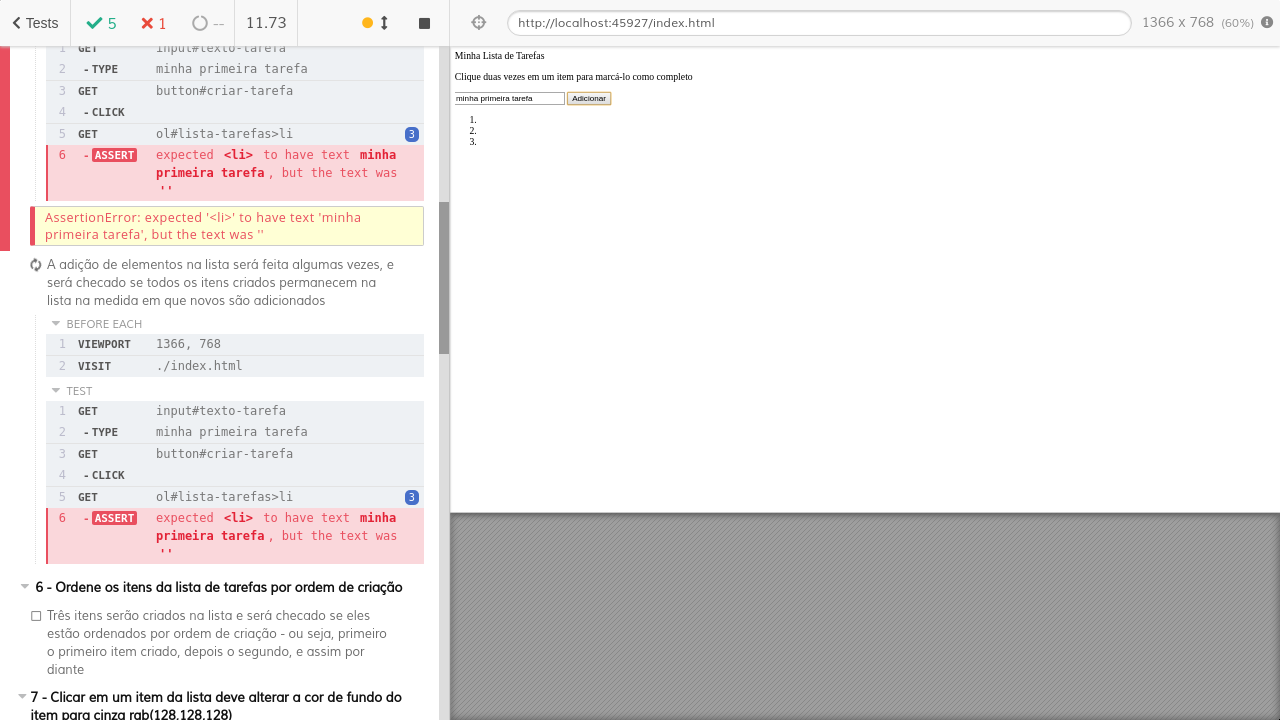 Tests
5
1
--
11.73
http://localhost:45927/index.html
1366 x 768 (60%)
1 GET input#texto-tarefa
2 - TYPE minha primeira tarefa
3 GET button#criar-tarefa
4 - CLICK
5 GET ol#lista-tarefas>li 3
6 - ASSERT expected <li> to have text minha
primeira tarefa, but the text was
''
AssertionError: expected '<li>' to have text 'minha
primeira tarefa', but the text was ''
A adição de elementos na lista será feita algumas vezes, e
será checado se todos os itens criados permanecem na
lista na medida em que novos são adicionados
BEFORE EACH
1 VIEWPORT 1366, 768
2 VISIT ./index.html
TEST
1 GET input#texto-tarefa
2 - TYPE minha primeira tarefa
3 GET button#criar-tarefa
4 - CLICK
5 GET ol#lista-tarefas>li 3
6 - ASSERT expected <li> to have text minha
primeira tarefa, but the text was
''
6 - Ordene os itens da lista de tarefas por ordem de criação
Três itens serão criados na lista e será checado se eles
estão ordenados por ordem de criação - ou seja, primeiro
o primeiro item criado, depois o segundo, e assim por
diante
7 - Clicar em um item da lista deve alterar a cor de fundo do
item para cinza rgb(128,128,128)
Minha Lista de Tarefas
Clique duas vezes em um item para marcá-lo como completo
minha primeira tarefa Adicionar
1.
2.
3.